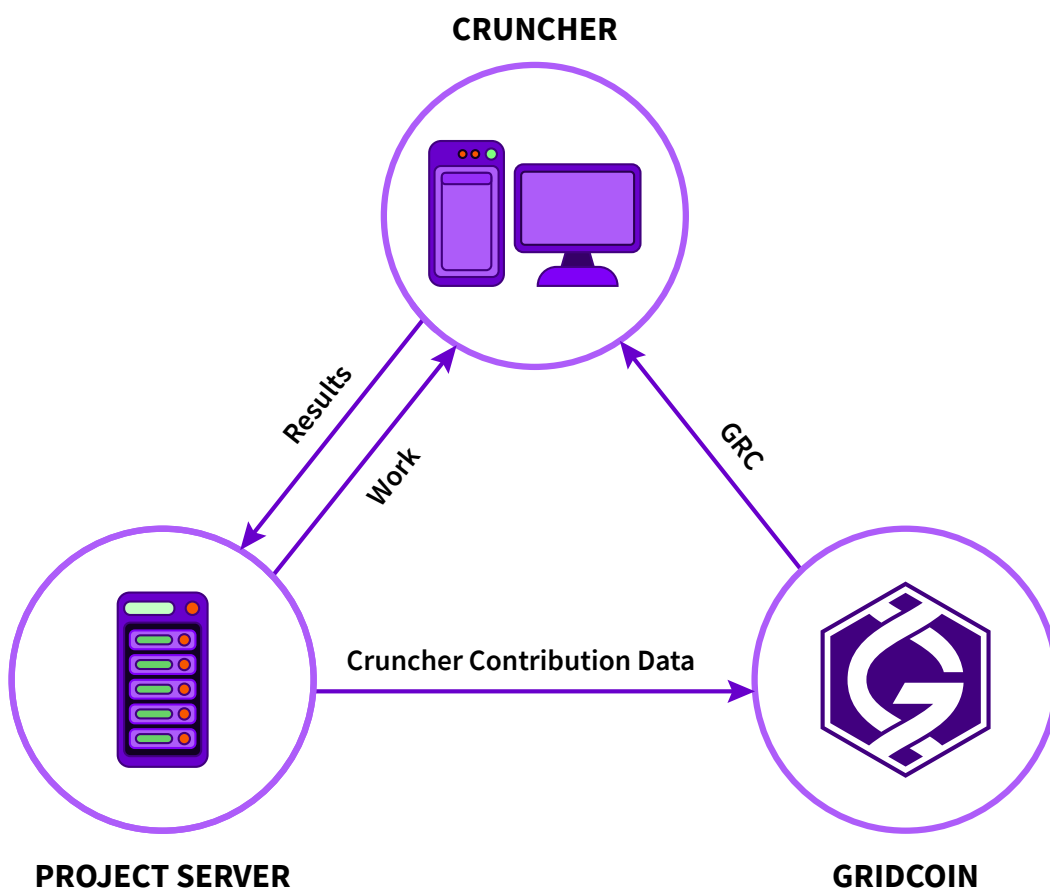 CRUNCHER
Results
Work
GRC
Cruncher Contribution Data
PROJECT SERVER
GRIDCOIN